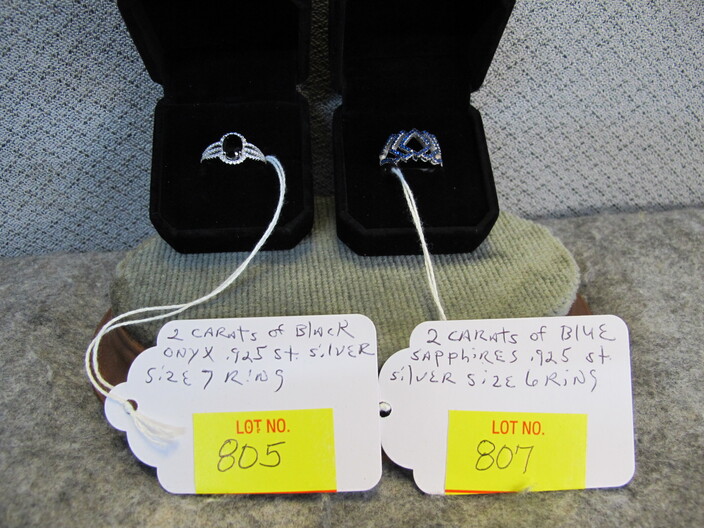 2 CARATS of BlacK
ONYX .925 St. SilVER
SizE 7 RiNG
LOT NO.
805
2 CARATS of BLUE
SAPPHIRES .925 St.
SilVER SizE 6 RiNG
LOT NO.
807